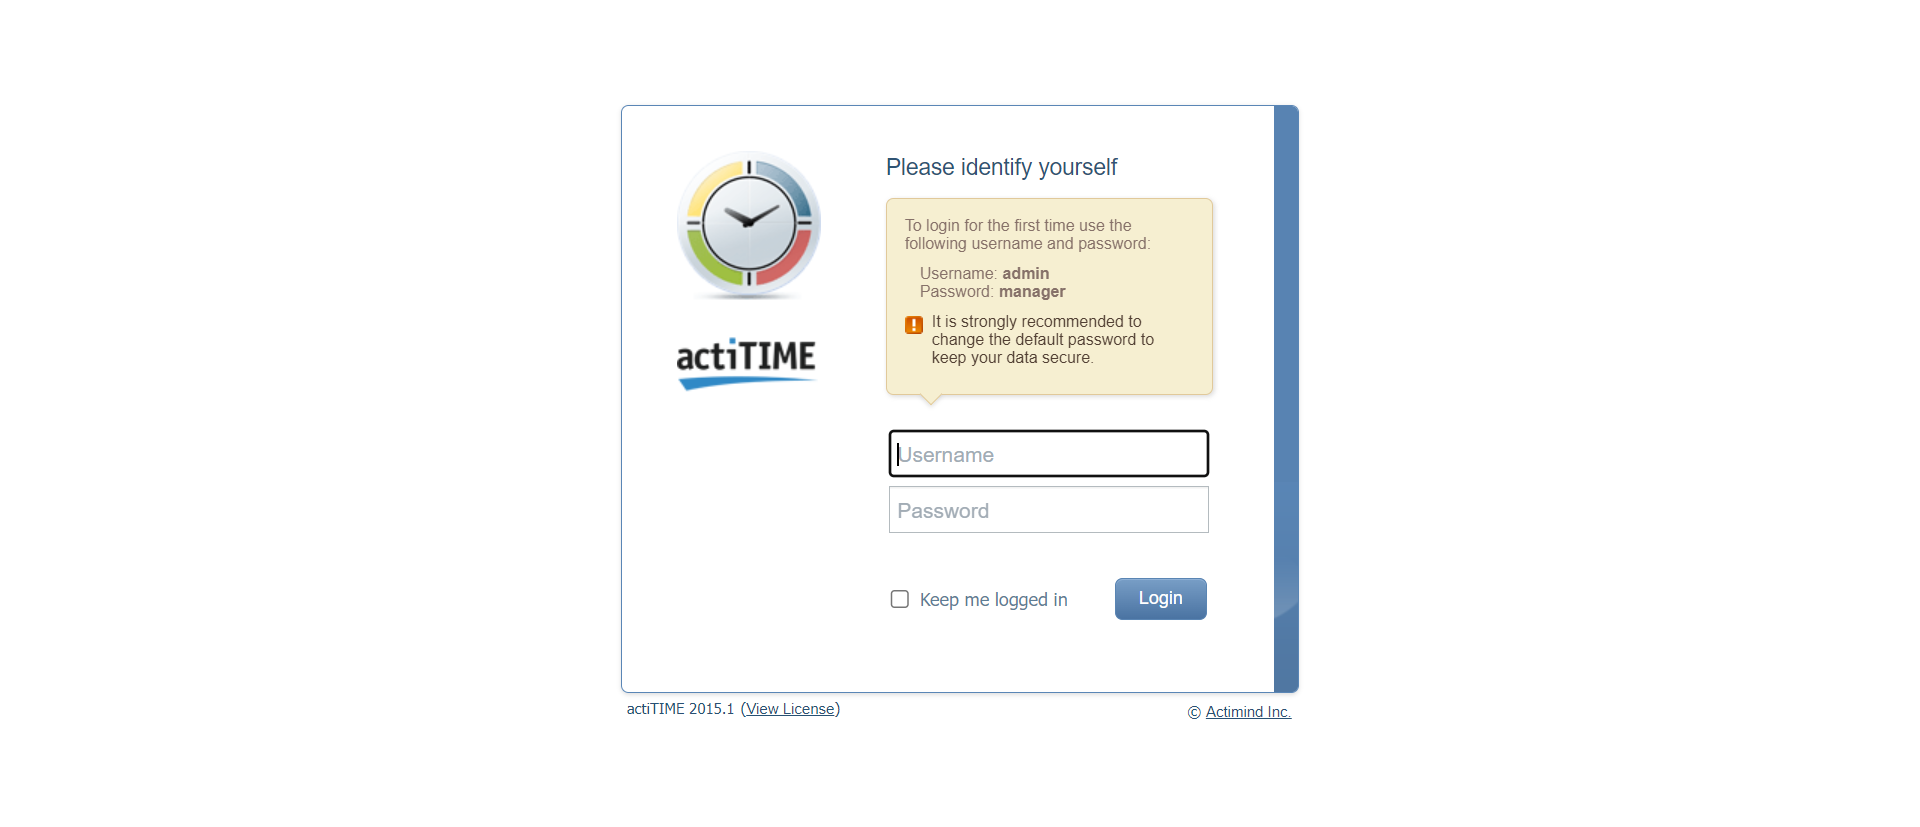 Please identify yourself
To login for the first time use the
following username and password:
Username: admin
Password: manager
It is strongly recommended to
change the default password to
keep your data secure.
actiTIME
Username
Password
Keep me logged in
Login
actiTIME 2015.1 (View License)
© Actimind Inc.